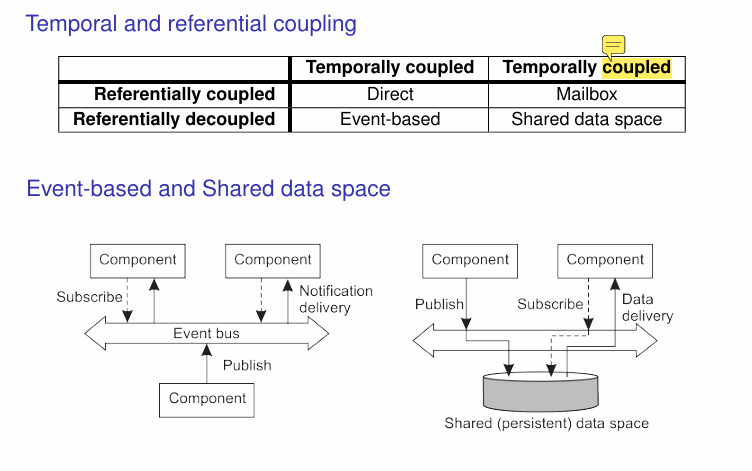 Temporal and referential coupling
Temporally coupled Temporally coupled
Referentially coupled Direct Mailbox
Referentially decoupled Event-based Shared data space
Event-based and Shared data space
Component Component Component Component
Subscribe Notification delivery Publish Subscribe Data delivery
Event bus
Publish
Component
Shared (persistent) data space